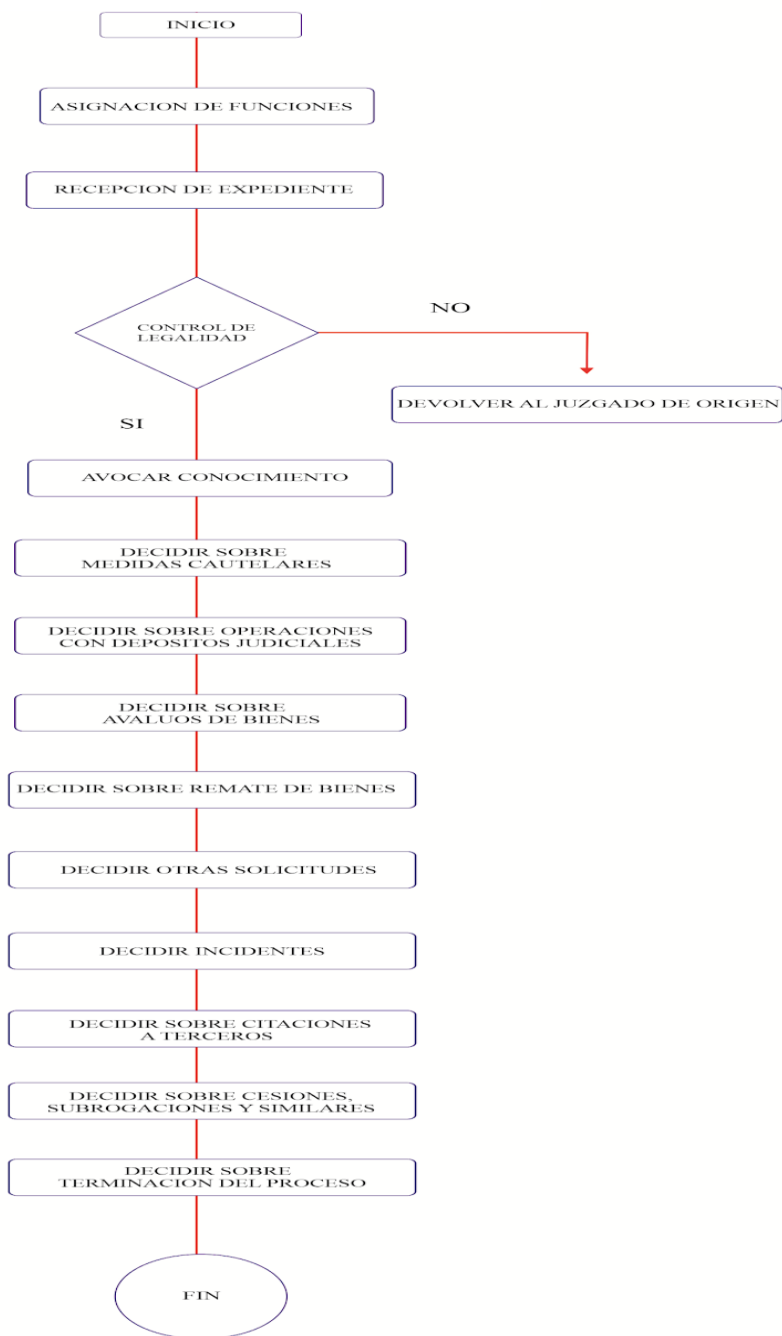 INICIO
ASIGNACION DE FUNCIONES
RECEPCION DE EXPEDIENTE
CONTROL DE
LEGALIDAD
NO
DEVOLVER AL JUZGADO DE ORIGEN
SI
AVOCAR CONOCIMIENTO
DECIDIR SOBRE
MEDIDAS CAUTELARES
DECIDIR SOBRE OPERACIONES
CON DEPOSITOS JUDICIALES
DECIDIR SOBRE
AVALUOS DE BIENES
DECIDIR SOBRE REMATE DE BIENES
DECIDIR OTRAS SOLICITUDES
DECIDIR INCIDENTES
DECIDIR SOBRE CITACIONES
A TERCEROS
DECIDIR SOBRE CESIONES,
SUBROGACIONES Y SIMILARES
DECIDIR SOBRE
TERMINACION DEL PROCESO
FIN